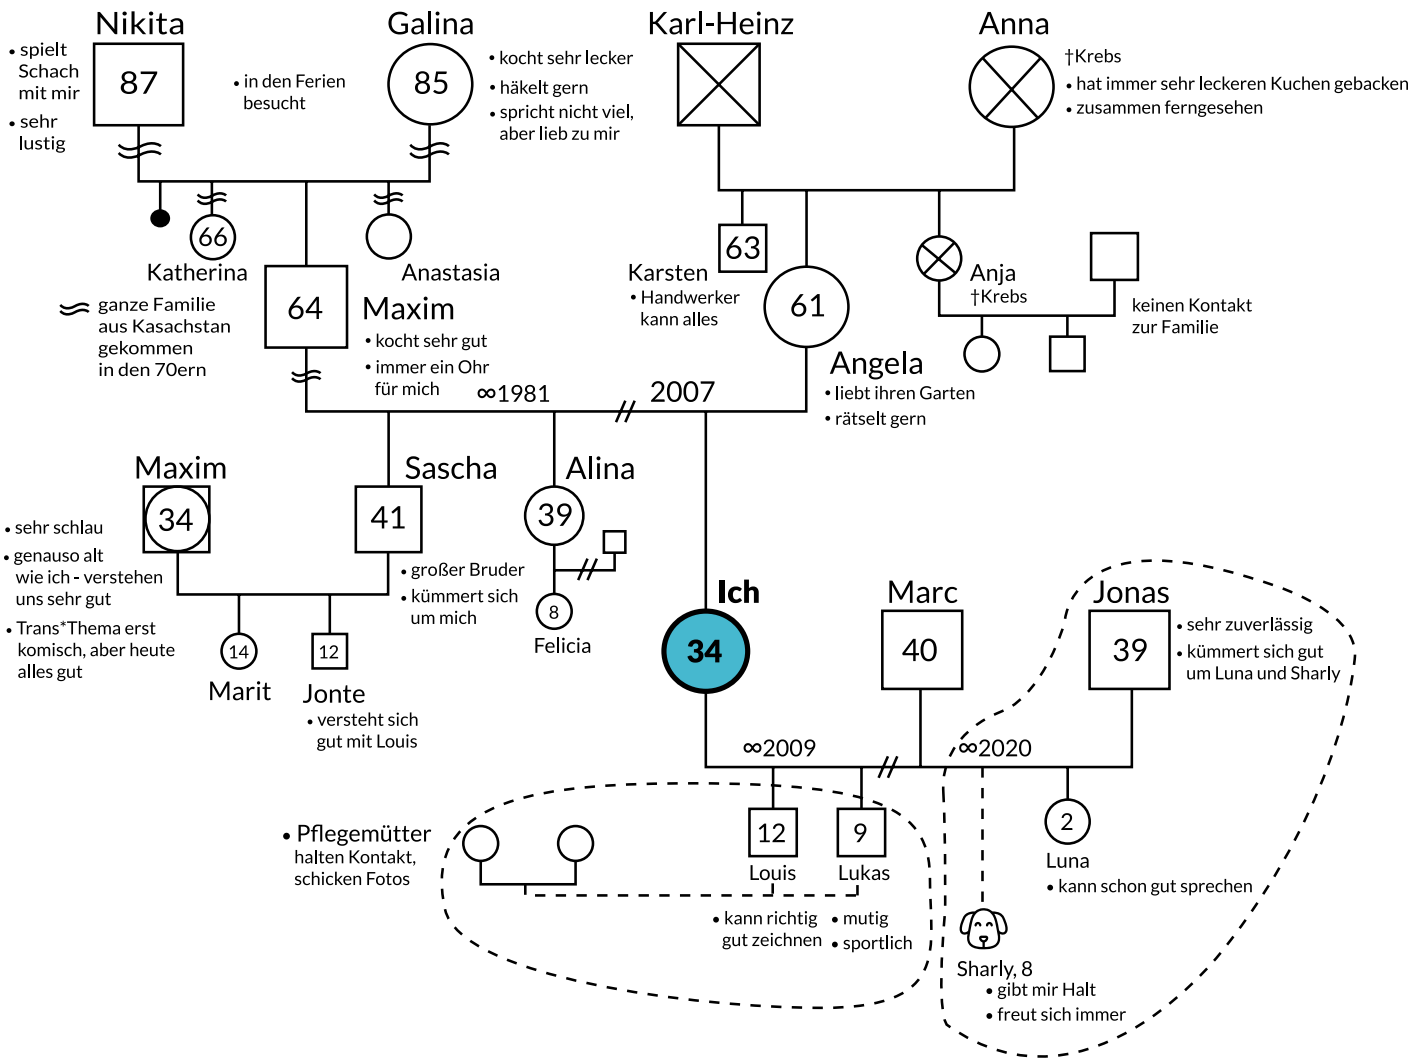 Nikita
Galina
Karl-Heinz
Anna
• spielt
Schach
mit mir
• sehr
lustig
87
• in den Ferien
besucht
85
• kocht sehr lecker
• häkelt gern
• spricht nicht viel,
aber lieb zu mir
†Krebs
• hat immer sehr leckeren Kuchen gebacken
• zusammen ferngesehen
66
Katherina
Anastasia
63
Karsten
• Handwerker
kann alles
Anja
†Krebs
keinen Kontakt
zur Familie
ganze Familie
aus Kasachstan
gekommen
in den 70ern
64
Maxim
• kocht sehr gut
• immer ein Ohr
für mich
61
Angela
• liebt ihren Garten
• rätselt gern
∞1981
2007
Maxim
34
• sehr schlau
• genauso alt
wie ich - verstehen
uns sehr gut
• Trans*Thema erst
komisch, aber heute
alles gut
Sascha
41
• großer Bruder
• kümmert sich
um mich
Alina
39
8
Felicia
14
Marit
12
Jonte
• versteht sich
gut mit Louis
Ich
34
Marc
40
Jonas
39
• sehr zuverlässig
• kümmert sich gut
um Luna und Sharly
∞2009
∞2020
• Pflegemütter
halten Kontakt,
schicken Fotos
12
Louis
• kann richtig
gut zeichnen
9
Lukas
• mutig
• sportlich
2
Luna
• kann schon gut sprechen
Sharly, 8
• gibt mir Halt
• freut sich immer